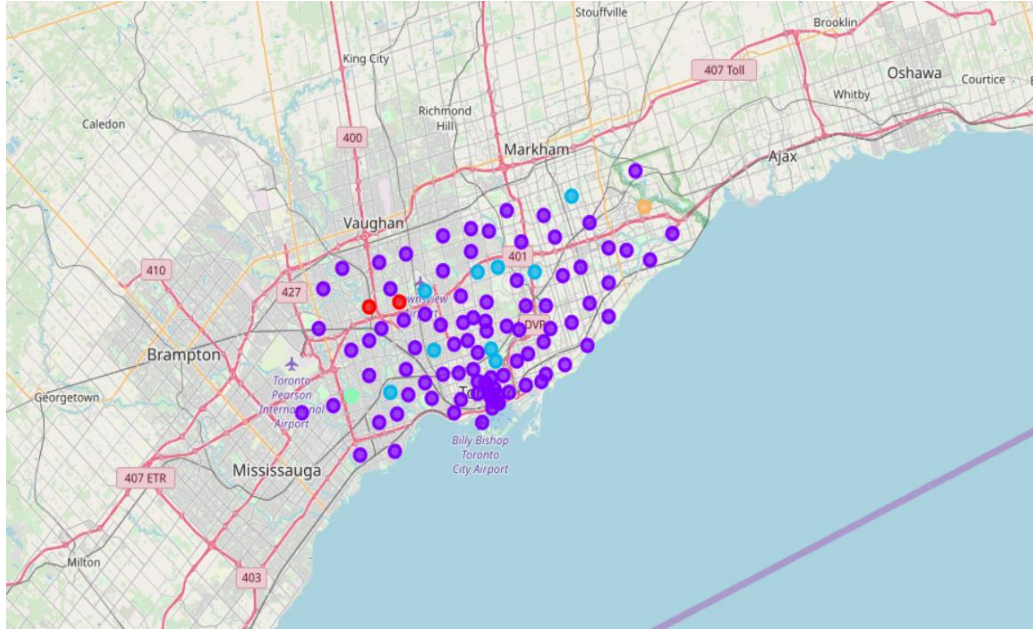 Stouffville
Brooklin
King City
407 Toll
Oshawa
Courtice
Whitby
Richmond
Hill
Caledon
400
Markham
Ajax
Vaughan
401
410
427
DVP
Brampton
Toronto
Pearson
International
Airport
Georgetown
Billy Bishop
Toronto
City Airport
Mississauga
407 ETR
Milton
403